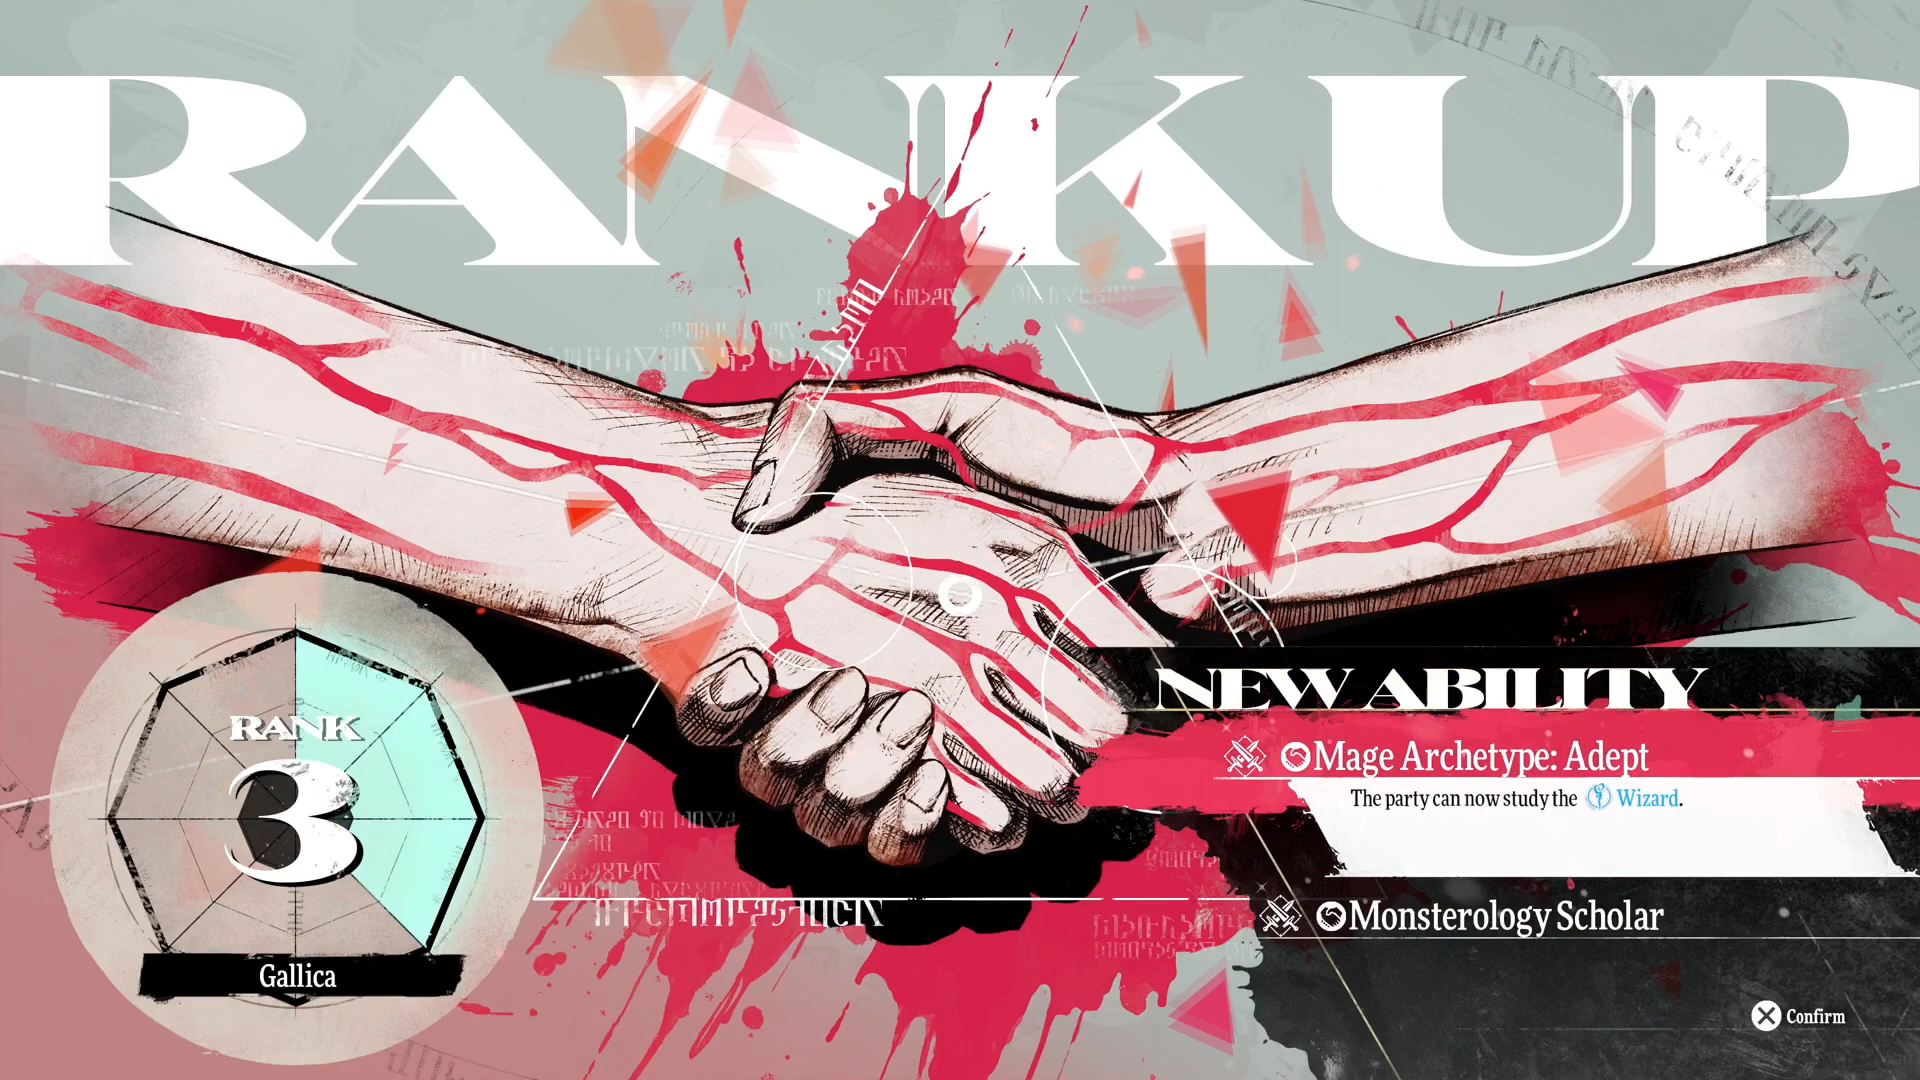 RANK UP
RANK
3
Gallica
NEW ABILITY
Mage Archetype: Adept
The party can now study the Wizard.
Monsterology Scholar
Confirm